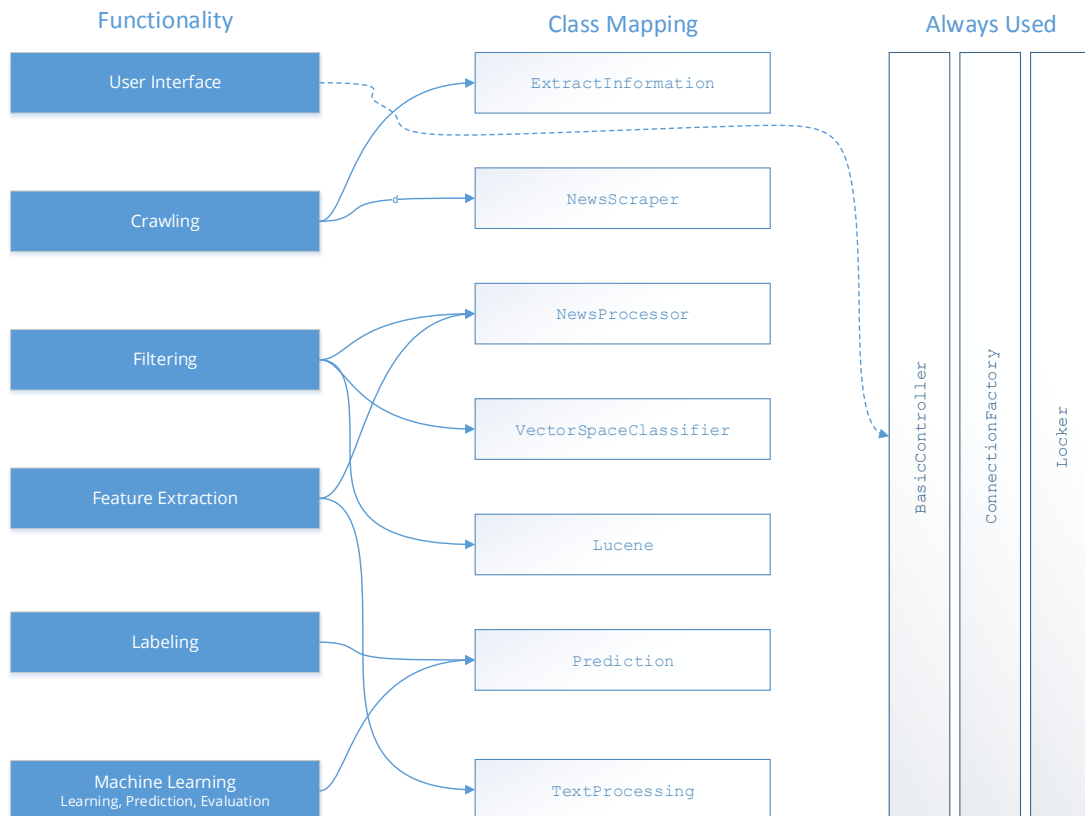 Functionality
Class Mapping
Always Used
User Interface
ExtractInformation
Crawling
d
NewsScraper
Filtering
NewsProcessor
VectorSpaceClassifier
Feature Extraction
Lucene
Labeling
Prediction
Machine Learning
Learning, Prediction, Evaluation
TextProcessing
BasicController
ConnectionFactory
Locker